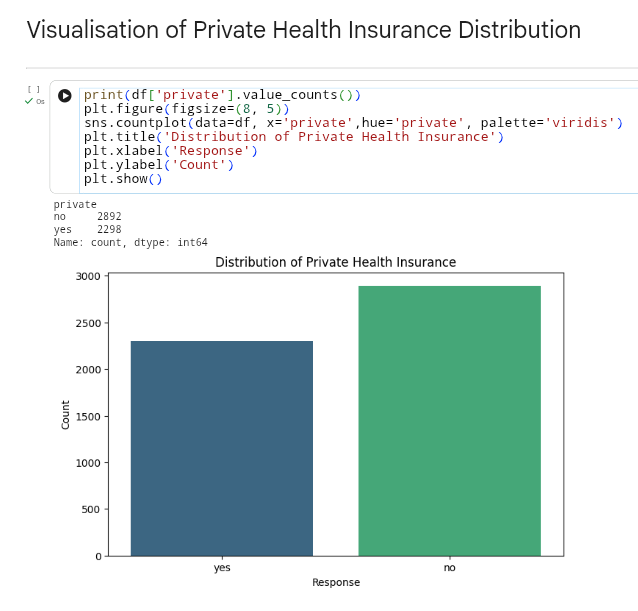 Visualisation of Private Health Insurance Distribution
[ ]
0s
print(df['private'].value_counts())
plt.figure(figsize=(8, 5))
sns.countplot(data=df, x='private',hue='private', palette='viridis')
plt.title('Distribution of Private Health Insurance')
plt.xlabel('Response')
plt.ylabel('Count')
plt.show()
private
no 2892
yes 2298
Name: count, dtype: int64
Distribution of Private Health Insurance
3000
2500
2000
1500
1000
500
0
Count
yes no
Response